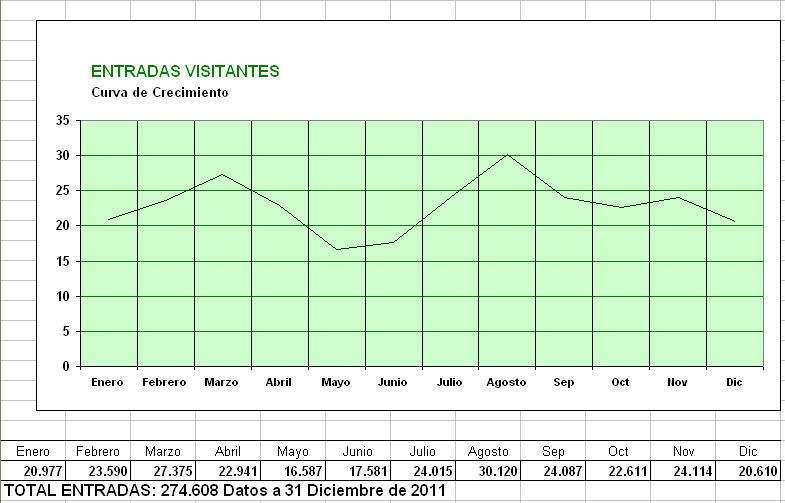 ENTRADAS VISITANTES
Curva de Crecimiento
35
30
25
20
15
10
5
0
Enero Febrero Marzo Abril Mayo Junio Julio Agosto Sep Oct Nov Dic
Enero Febrero Marzo Abril Mayo Junio Julio Agosto Sep Oct Nov Dic
20.977 23.590 27.375 22.941 16.587 17.581 24.015 30.120 24.087 22.611 24.114 20.610
TOTAL ENTRADAS: 274.608 Datos a 31 Diciembre de 2011